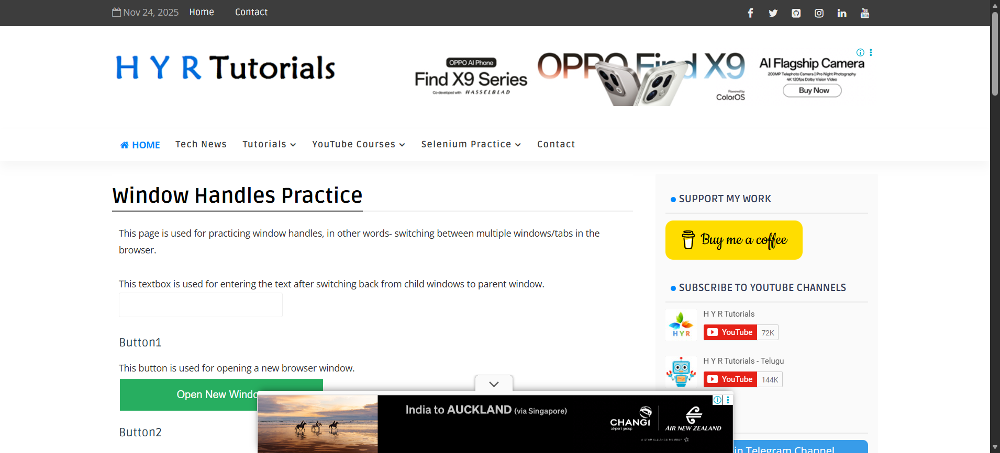 Nov 24, 2025 Home Contact
You Tube
H Y R Tutorials
OPPO AI Phone
Find X9 Series
Co-developed with HASSELBLAD
OPPO Find X9
Powered by
ColorOS
AI Flagship Camera
200MP Telephoto Camera | Pro Night Photography
4K 120fps Dolby Vision Video
Buy Now
HOME Tech News Tutorials YouTube Courses Selenium Practice Contact
Window Handles Practice
This page is used for practicing window handles, in other words- switching between multiple windows/tabs in the
browser.
This textbox is used for entering the text after switching back from child windows to parent window.
Button1
This button is used for opening a new browser window.
Open New Windo
Button2
SUPPORT MY WORK
Buy me a coffee
SUBSCRIBE TO YOUTUBE CHANNELS
H Y R Tutorials
HYR
YouTube 72K
H Y R Tutorials - Telugu
YouTube 144K
India to AUCKLAND (via Singapore)
CHANGI
airport group
AIR NEW ZEALAND
A STAR ALLIANCE MEMBER
in Telegram Channel